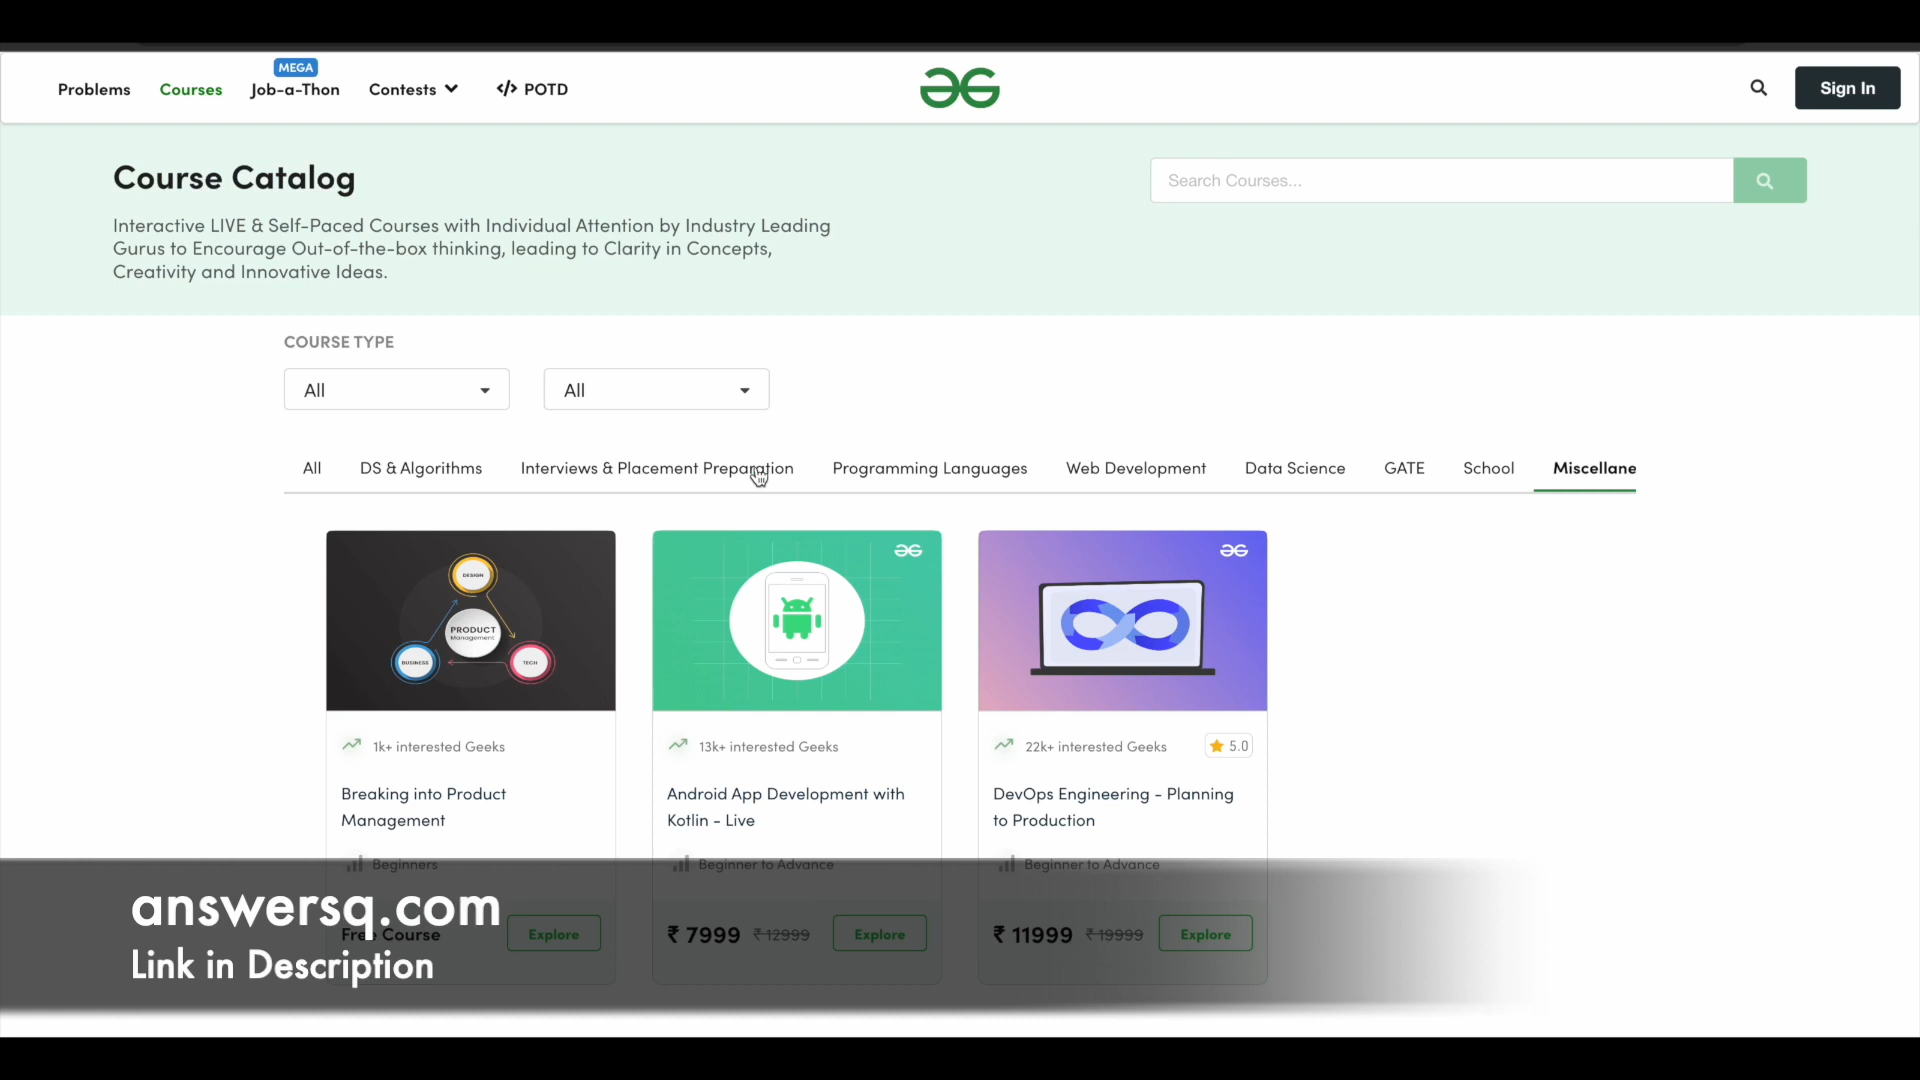 MEGA
Problems Courses Job-a-Thon Contests </> POTD
Sign In
Course Catalog
Search Courses...
Interactive LIVE & Self-Paced Courses with Individual Attention by Industry Leading
Gurus to Encourage Out-of-the-box thinking, leading to Clarity in Concepts,
Creativity and Innovative Ideas.
COURSE TYPE
All All
All DS & Algorithms Interviews & Placement Preparation Programming Languages Web Development Data Science GATE School Miscellane
DESIGN
PRODUCT
Management
BUSINESS
TECH
1k+ interested Geeks
Breaking into Product
Management
Beginners
Free Course Explore
13k+ interested Geeks
Android App Development with
Kotlin - Live
Beginner to Advance
₹ 7999 ₹ 12999 Explore
22k+ interested Geeks 5.0
DevOps Engineering - Planning
to Production
Beginner to Advance
₹ 11999 ₹ 19999 Explore
answersq.com
Link in Description